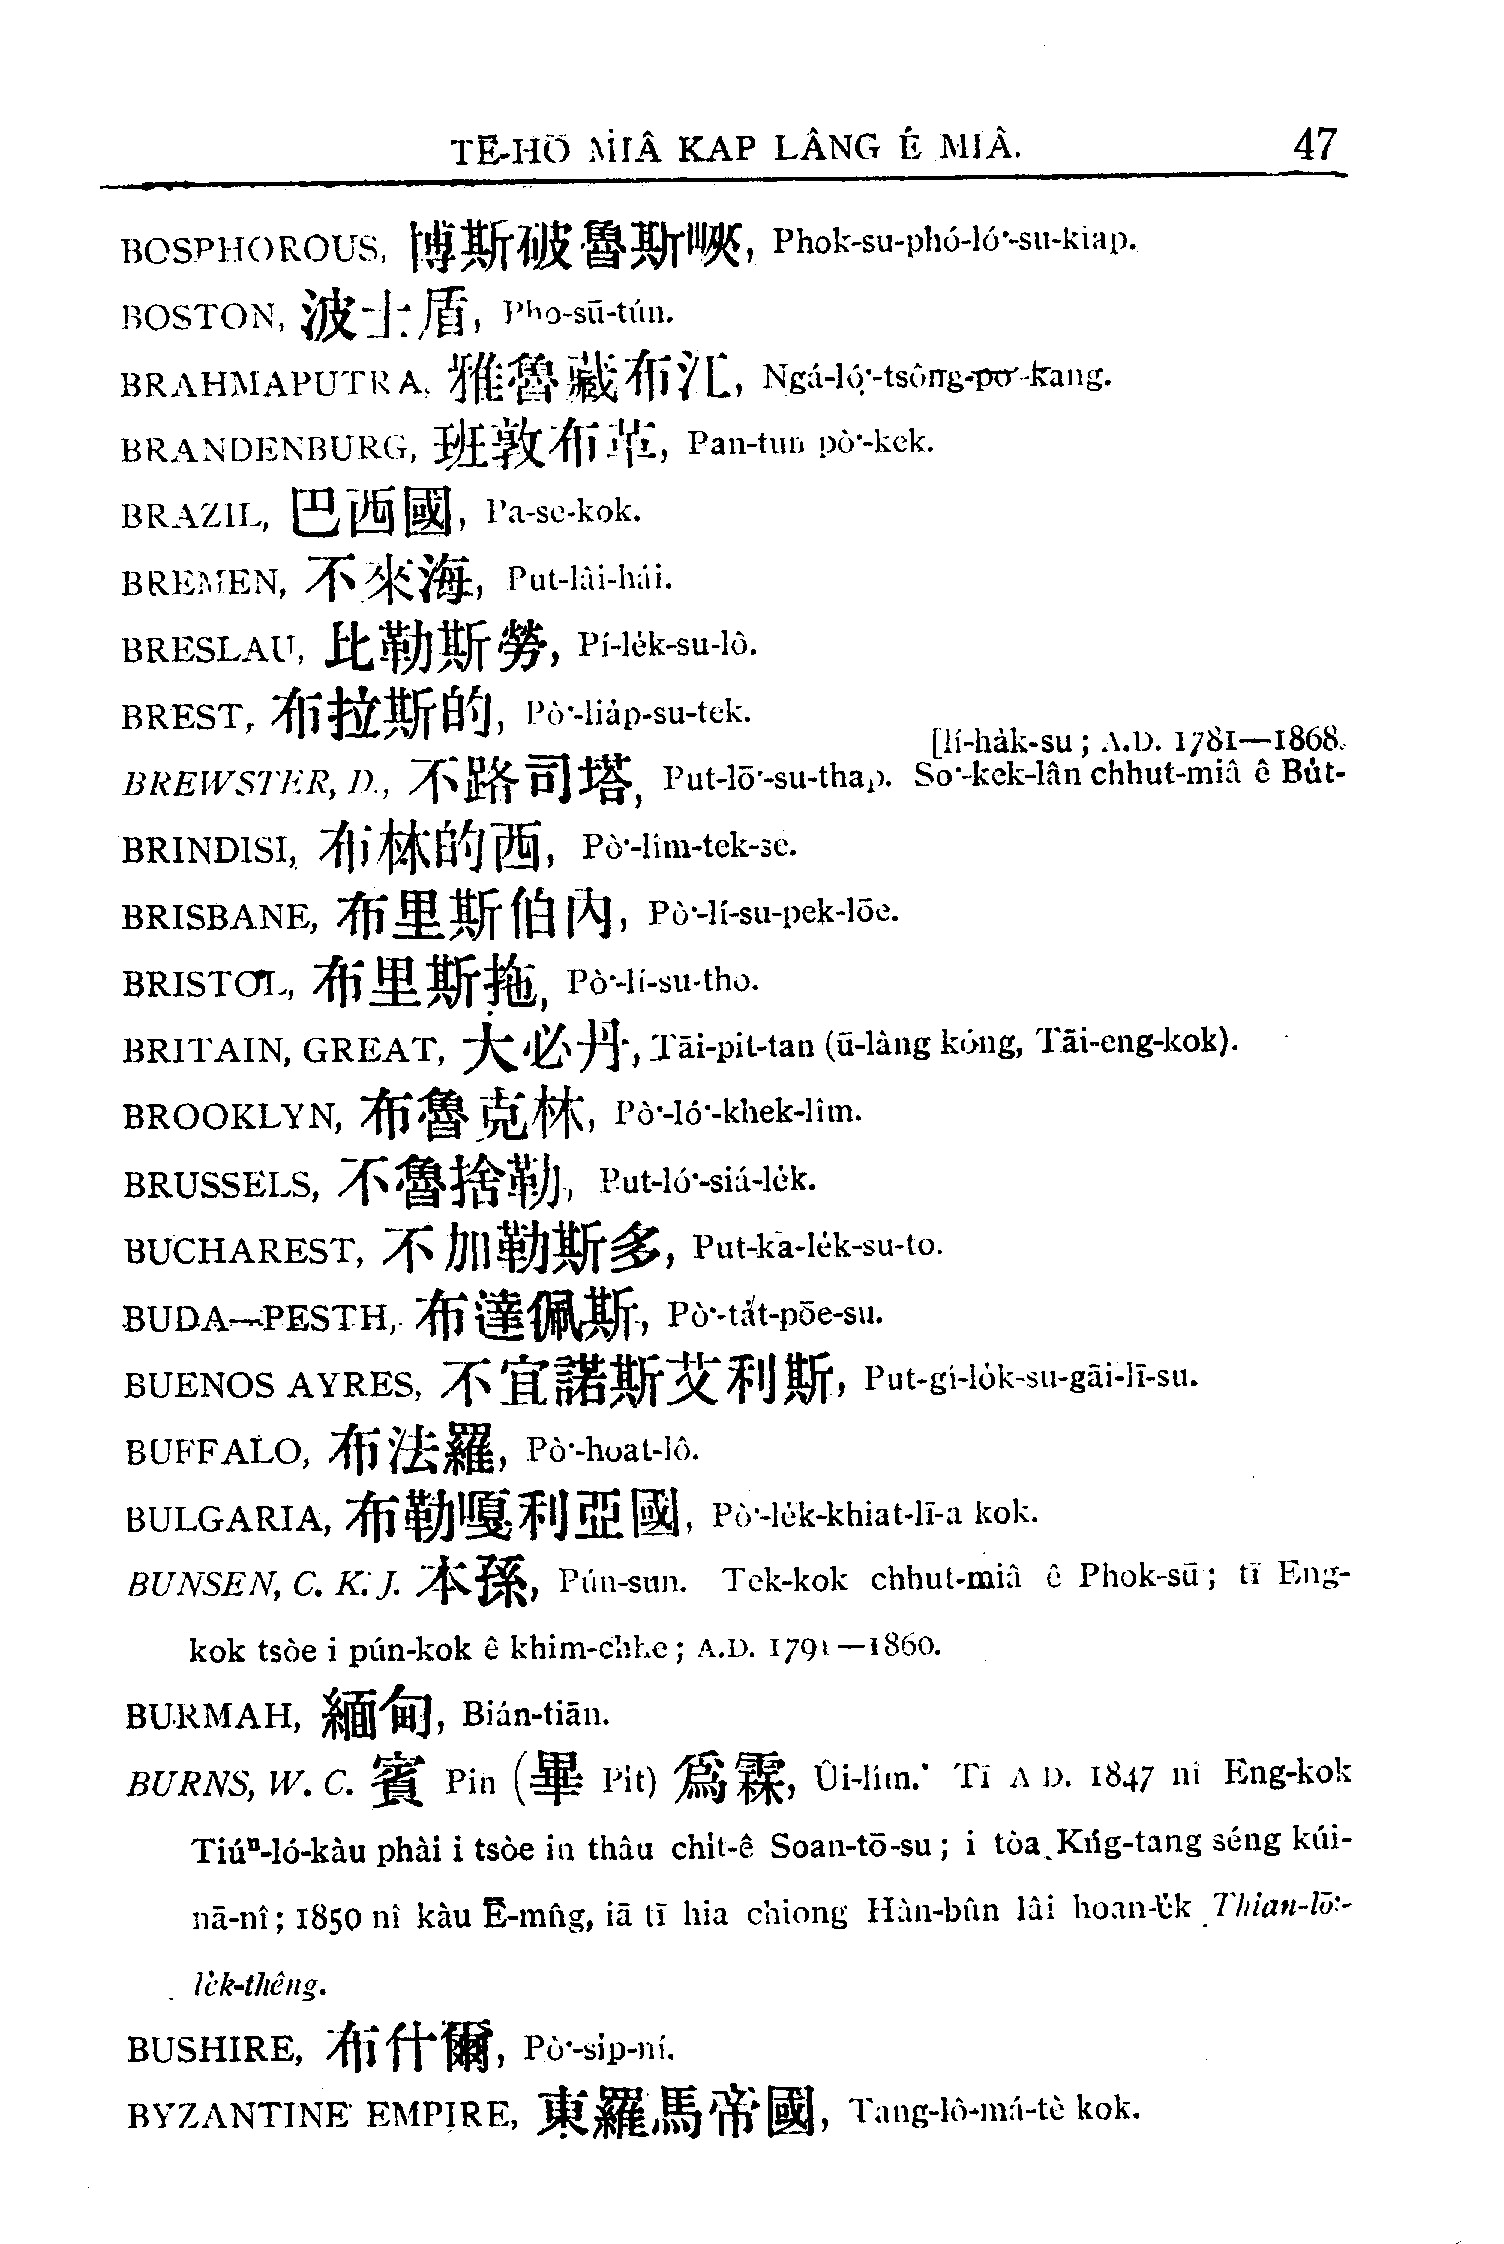 TĒ-HŌ MIÂ KAP LÂNG Ê MIÂ. 47
BOSPHOROUS, 博斯破魯斯峽, Phok-su-phó-ló͘-su-kiap.
BOSTON, 波士盾, Pho-sū-tún.
BRAHMAPUTRA, 雅魯藏布江, Ngá-ló͘-tsông-pò͘-kang.
BRANDENBURG, 班敦布革, Pan-tun pò͘-kek.
BRAZIL, 巴西國, Pa-se-kok.
BREMEN, 不來海, Put-lâi-hái.
BRESLAU, 比勒斯勞, Pí-le̍k-su-lô.
BREST, 布拉斯的, Pò͘-lia̍p-su-tek.
[lí-ha̍k-su; A.D. 1781—1868.
BREWSTER, D., 不路司塔, Put-lō͘-su-thap. So͘-kek-lân chhut-miâ ê Bu̍t-
BRINDISI, 布林的西, Pò͘-lîm-tek-se.
BRISBANE, 布里斯伯內, Pò͘-lí-su-pek-lōe.
BRISTOL, 布里斯拖, Pò͘-lí-su-tho.
BRITAIN, GREAT, 大必丹, Tāi-pit-tan (ū-lâng kóng, Tāi-eng-kok).
BROOKLYN, 布魯克林, Pò͘-ló͘-khek-lîm.
BRUSSELS, 不魯捨勒, Put-ló͘-siá-le̍k.
BUCHAREST, 不加勒斯多, Put-ka-le̍k-su-to.
BUDA—PESTH, 布達佩斯, Pò͘-ta̍t-pōe-su.
BUENOS AYRES, 不宜諾斯艾利斯, Put-gî-lo̍k-su-gāi-lī-su.
BUFFALO, 布法羅, Pò͘-hoat-lô.
BULGARIA, 布勒嘎利亞國, Pò͘-le̍k-khiat-lī-a kok.
BUNSEN, C. K. J. 本孫, Pún-sun. Tek-kok chhut-miâ ê Phok-sū; tī Eng-
kok tsòe i pún-kok ê khim-chhe; A.D. 1791—1860.
BURMAH, 緬甸, Bián-tiān.
BURNS, W. C. 賓 Pin (畢 Pit) 爲霖, Ûi-lîm. Tī A D. 1847 nî Eng-kok
Tiúⁿ-ló-kàu phài i tsòe in thâu chi̍t-ê Soan-tō-su; i tòa Kńg-tang séng kúi-
nā-nî; 1850 nî kàu Ē-mn̂g, iā tī hia chiong Hàn-bûn lâi hoan-e̍k Thian-lō͘-
le̍k-thêng.
BUSHIRE, 布什爾, Pò͘-si̍p-ní.
BYZANTINE EMPIRE, 東羅馬帝國, Tang-lô-má-tè kok.